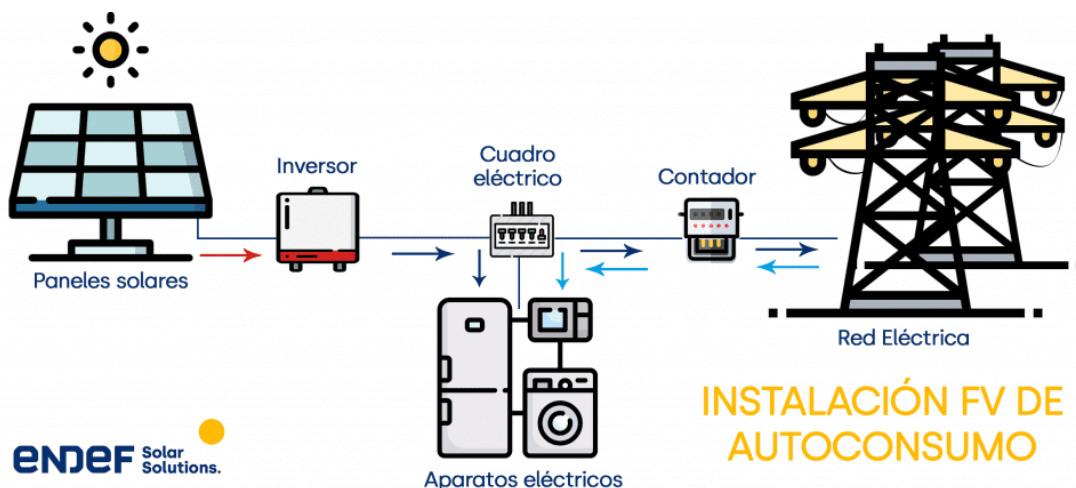 Inversor
Cuadro
eléctrico
Contador
Paneles solares
Red Eléctrica
Aparatos eléctricos
INSTALACIÓN FV DE
AUTOCONSUMO
enDeF Solar
Solutions.